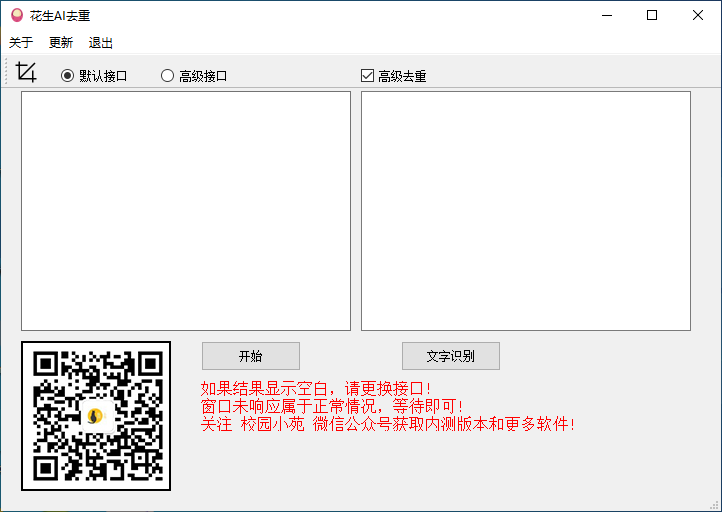 花生AI去重
关于 更新 退出
默认接口 高级接口 高级去重
开始 文字识别
如果结果显示空白，请更换接口！
窗口未响应属于正常情况，等待即可！
关注 校园小苑 微信公众号获取内测版本和更多软件！